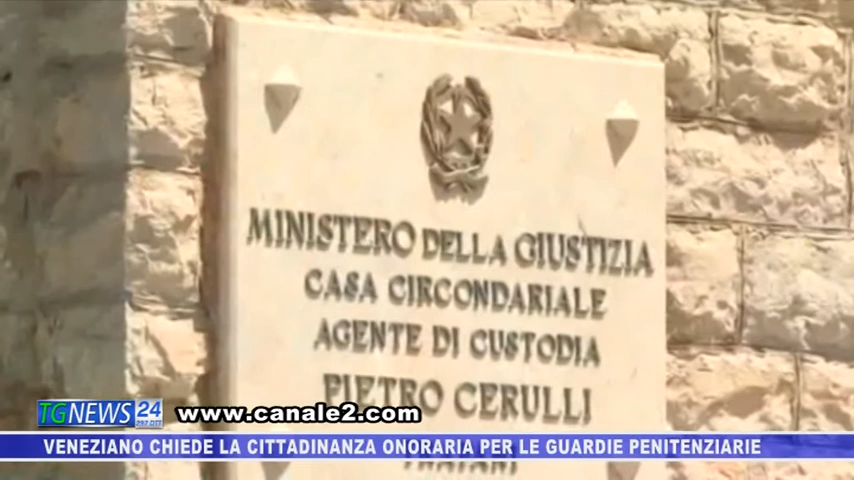 MINISTERO DELLA GIUSTIZIA
CASA CIRCONDARIALE
AGENTE DI CUSTODIA
PIETRO CERULLI
TGNEWS 24
www.canale2.com
VENEZIANO CHIEDE LA CITTADINANZA ONORARIA PER LE GUARDIE PENITENZIARIE